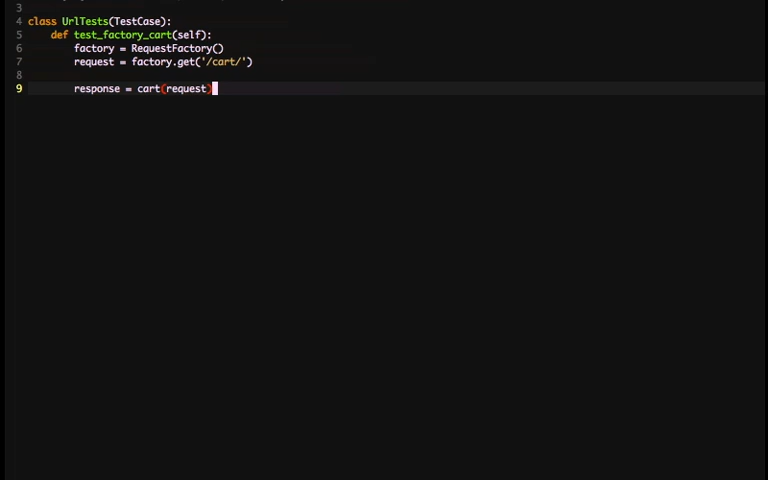 3
4 class UrlTests(TestCase):
5     def test_factory_cart(self):
6         factory = RequestFactory()
7         request = factory.get('/cart/')
8
9         response = cart(request)